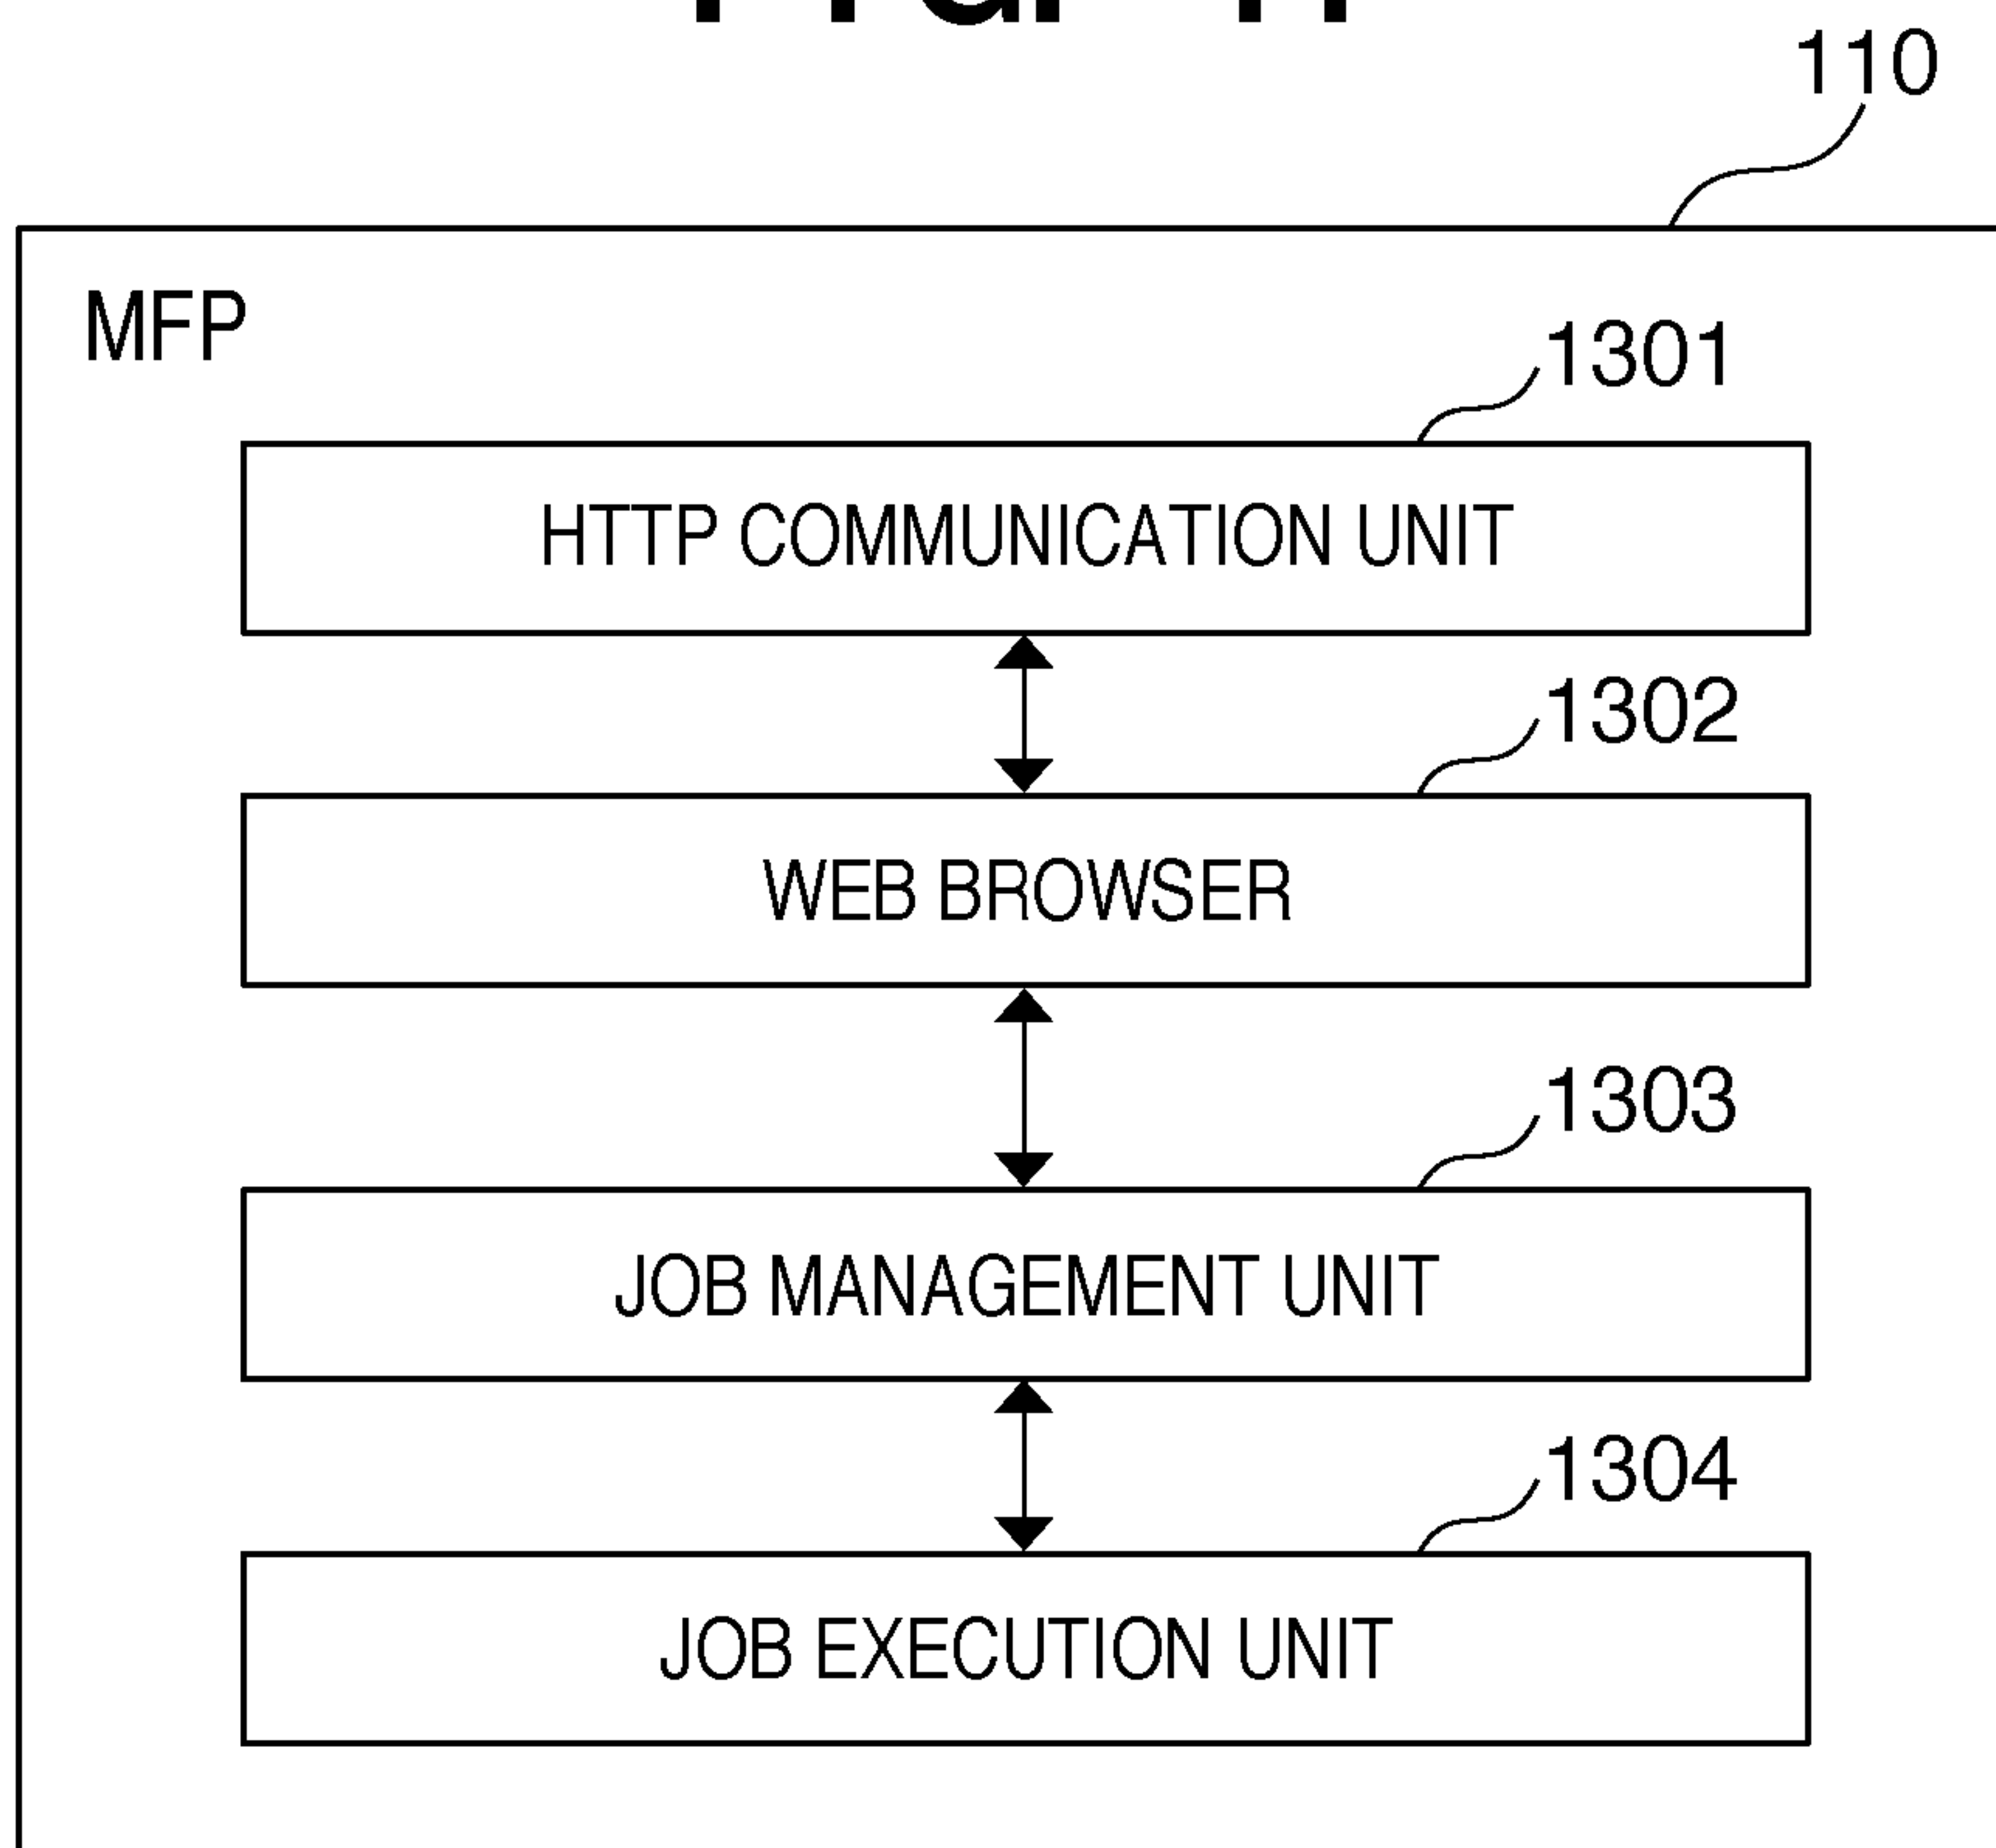 110
MFP
1301
HTTP COMMUNICATION UNIT
1302
WEB BROWSER
1303
JOB MANAGEMENT UNIT
1304
JOB EXECUTION UNIT